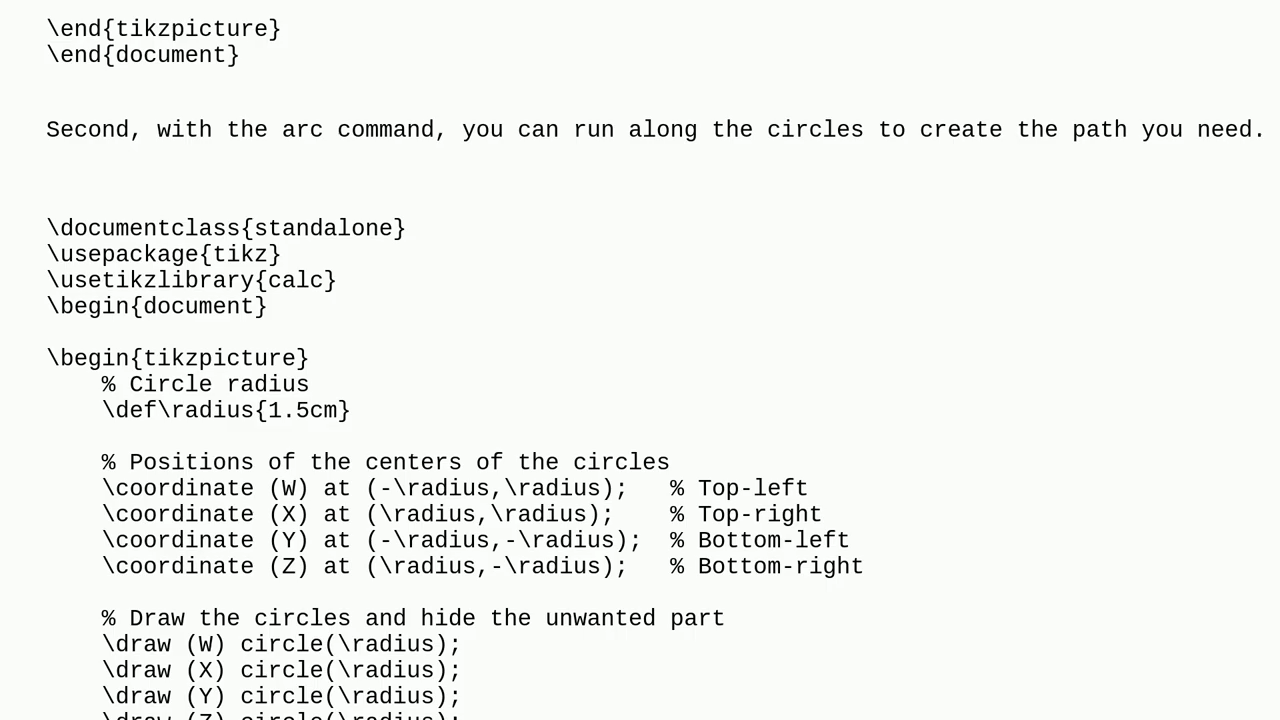 \end{tikzpicture}
\end{document}
Second, with the arc command, you can run along the circles to create the path you need.
\documentclass{standalone}
\usepackage{tikz}
\usetikzlibrary{calc}
\begin{document}
\begin{tikzpicture}
    % Circle radius
    \def\radius{1.5cm}
    % Positions of the centers of the circles
    \coordinate (W) at (-\radius,\radius);   % Top-left
    \coordinate (X) at (\radius,\radius);    % Top-right
    \coordinate (Y) at (-\radius,-\radius);  % Bottom-left
    \coordinate (Z) at (\radius,-\radius);   % Bottom-right
    % Draw the circles and hide the unwanted part
    \draw (W) circle(\radius);
    \draw (X) circle(\radius);
    \draw (Y) circle(\radius);
    \draw (Z) circle(\radius);